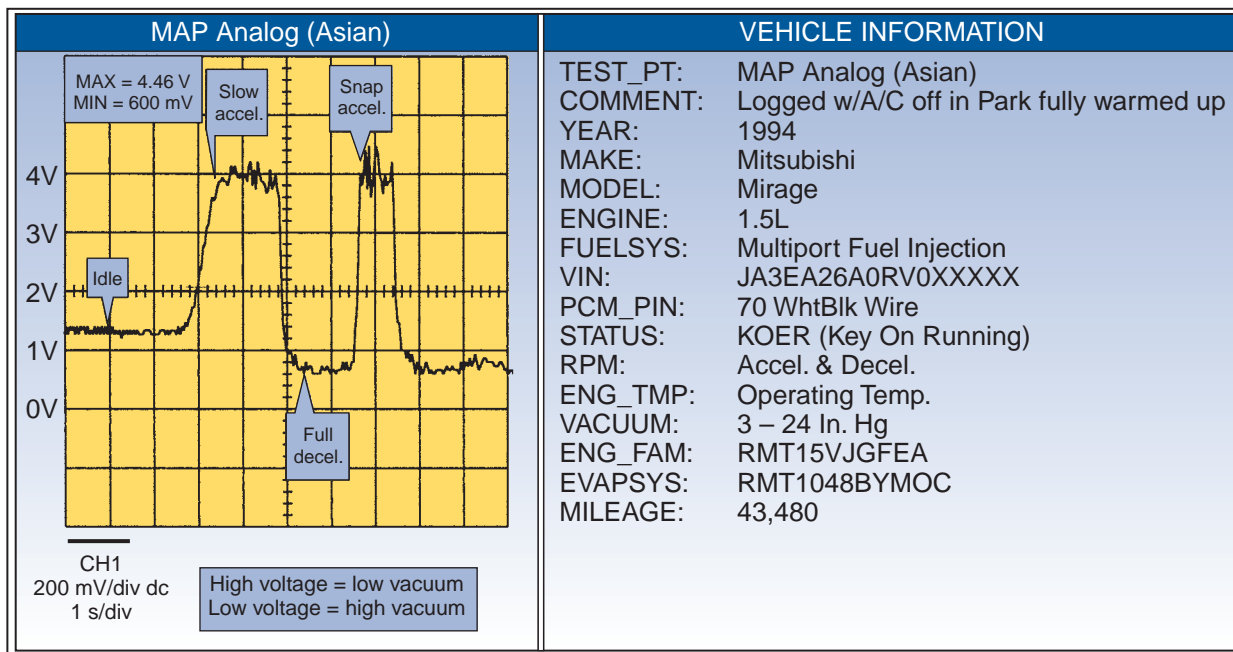 MAP Analog (Asian)
MAX = 4.46 V
MIN = 600 mV
Slow
accel.
Snap
accel.
4V
3V
Idle
2V
1V
0V
Full
decel.
CH1
200 mV/div dc
1 s/div
High voltage = low vacuum
Low voltage = high vacuum
VEHICLE INFORMATION
TEST_PT: MAP Analog (Asian)
COMMENT: Logged w/A/C off in Park fully warmed up
YEAR: 1994
MAKE: Mitsubishi
MODEL: Mirage
ENGINE: 1.5L
FUELSYS: Multiport Fuel Injection
VIN: JA3EA26A0RV0XXXXX
PCM_PIN: 70 WhtBlk Wire
STATUS: KOER (Key On Running)
RPM: Accel. & Decel.
ENG_TMP: Operating Temp.
VACUUM: 3 – 24 In. Hg
ENG_FAM: RMT15VJGFEA
EVAPSYS: RMT1048BYMOC
MILEAGE: 43,480